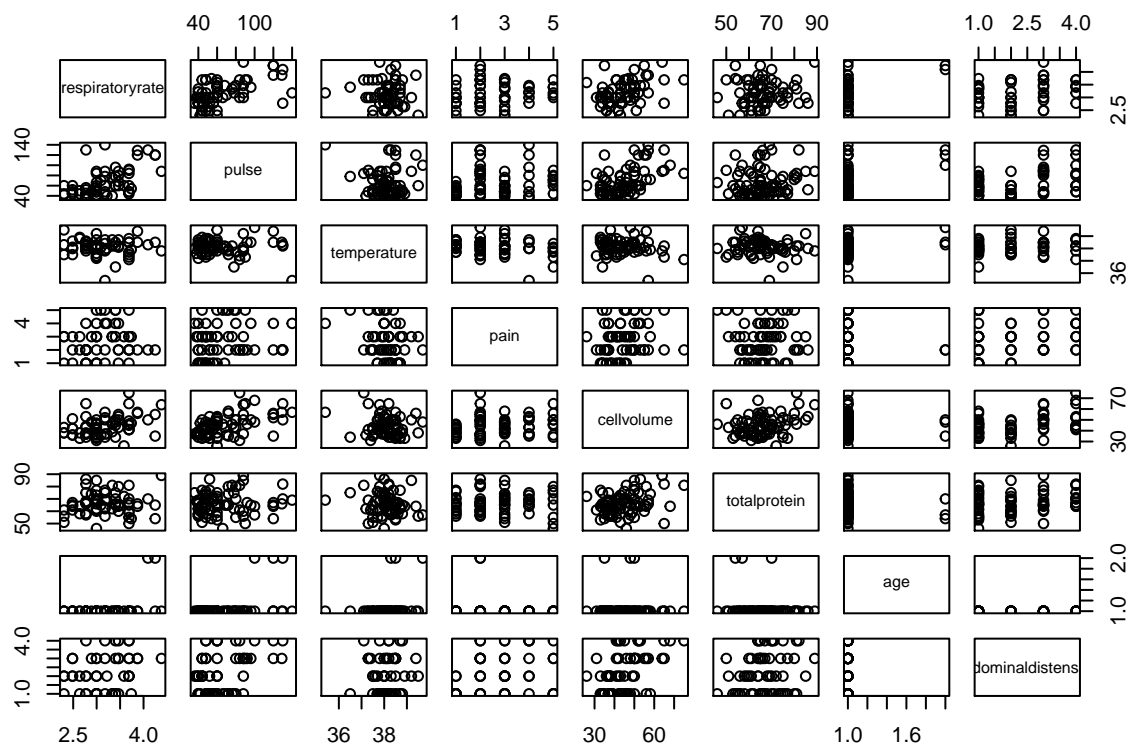 40 100 1 3 5 50 70 90 1.0 2.5 4.0
respiratoryrate 2.5
40 140 pulse
temperature 36
1 4 pain
cellvolume 30 70
50 90 totalprotein
age 1.0 2.0
1.0 4.0 dominaldistens
2.5 4.0 36 38 30 60 1.0 1.6